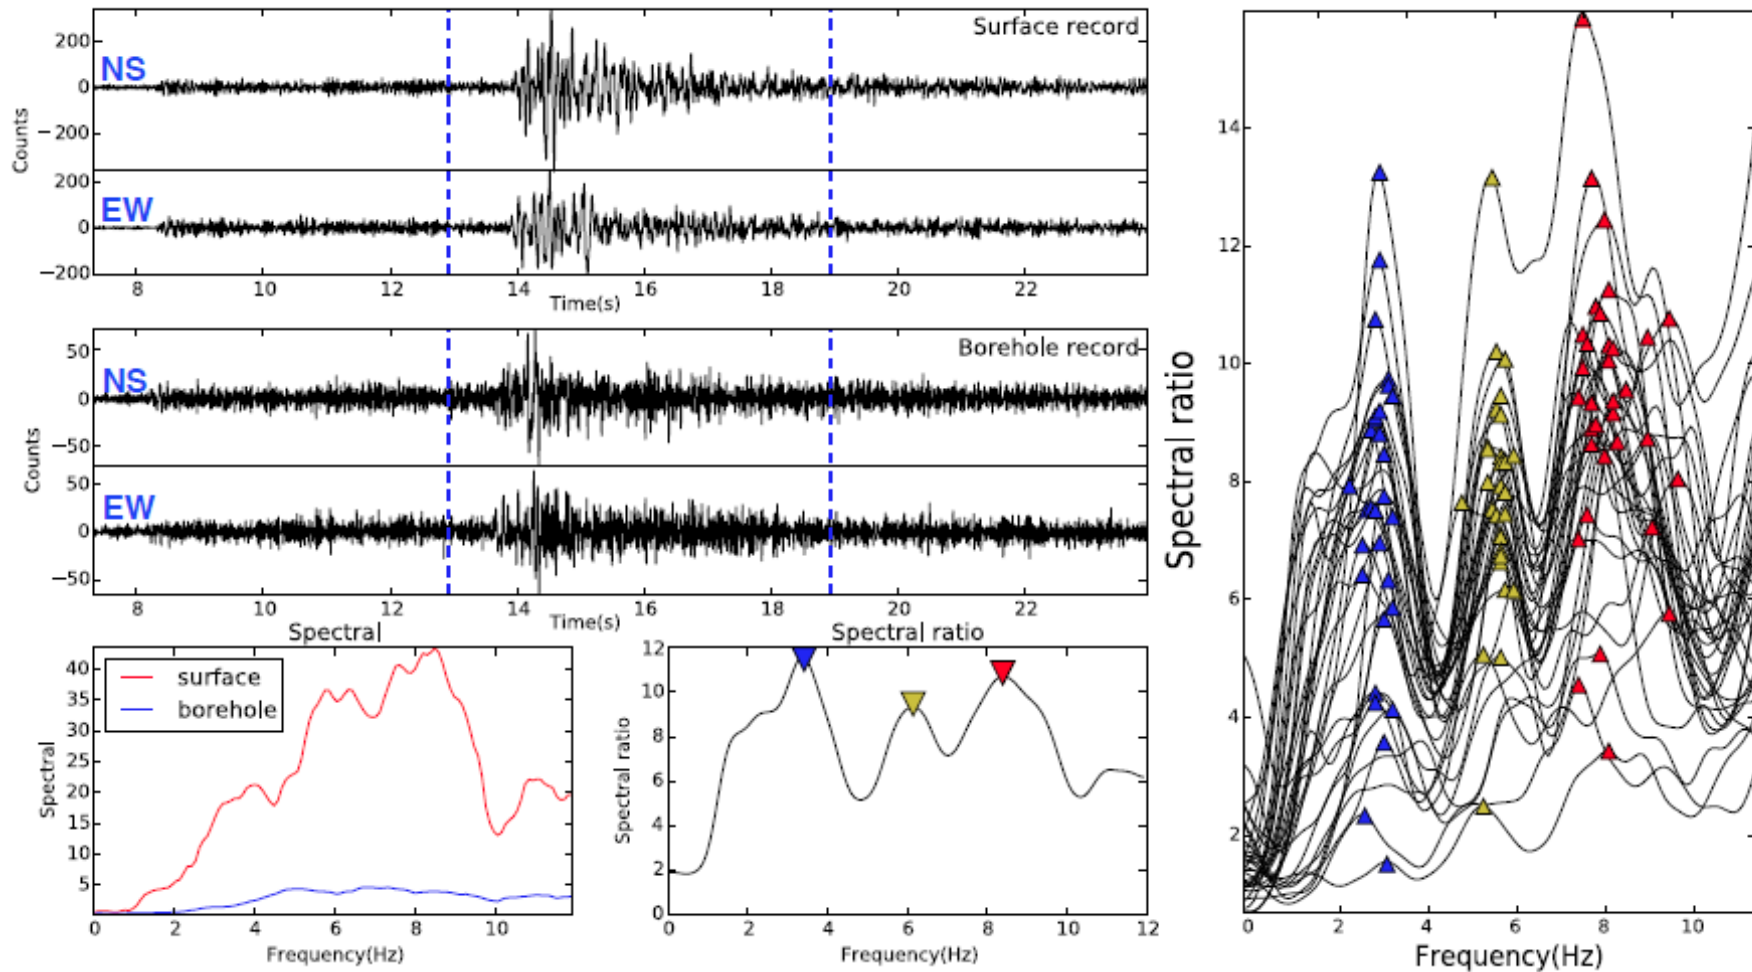 Surface record
200
NS
0
−200
Counts
200
EW
0
−200
8 10 12 14 16 18 20 22
Time(s)
Borehole record
50
NS
0
−50
Counts
50
EW
0
−50
8 10 12 14 16 18 20 22
Time(s)
Spectral
40
35
30
25
20
15
10
5
Spectral
surface
borehole
0 2 4 6 8 10
Frequency(Hz)
Spectral ratio
12
10
8
6
4
2
0
Spectral ratio
0 2 4 6 8 10 12
Frequency(Hz)
14
12
10
8
6
4
2
Spectral ratio
0 2 4 6 8 10
Frequency(Hz)